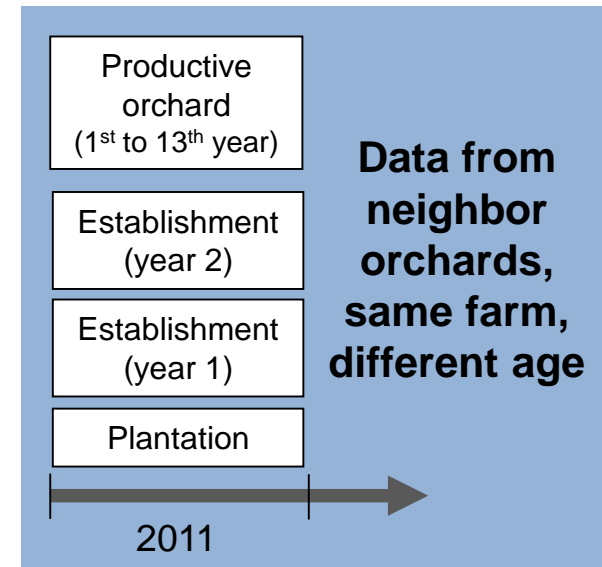 Productive
orchard
(1st to 13th year)
Establishment
(year 2)
Establishment
(year 1)
Plantation
Data from
neighbor
orchards,
same farm,
different age
2011